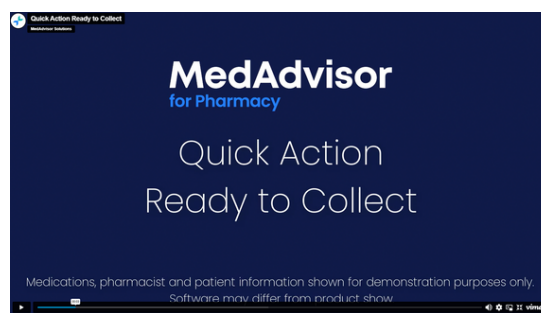 Quick Action Ready to Collect
MedAdvisor Solutions
MedAdvisor
for Pharmacy
Quick Action
Ready to Collect
Medications, pharmacist and patient information shown for demonstration purposes only.
Software may differ from product show